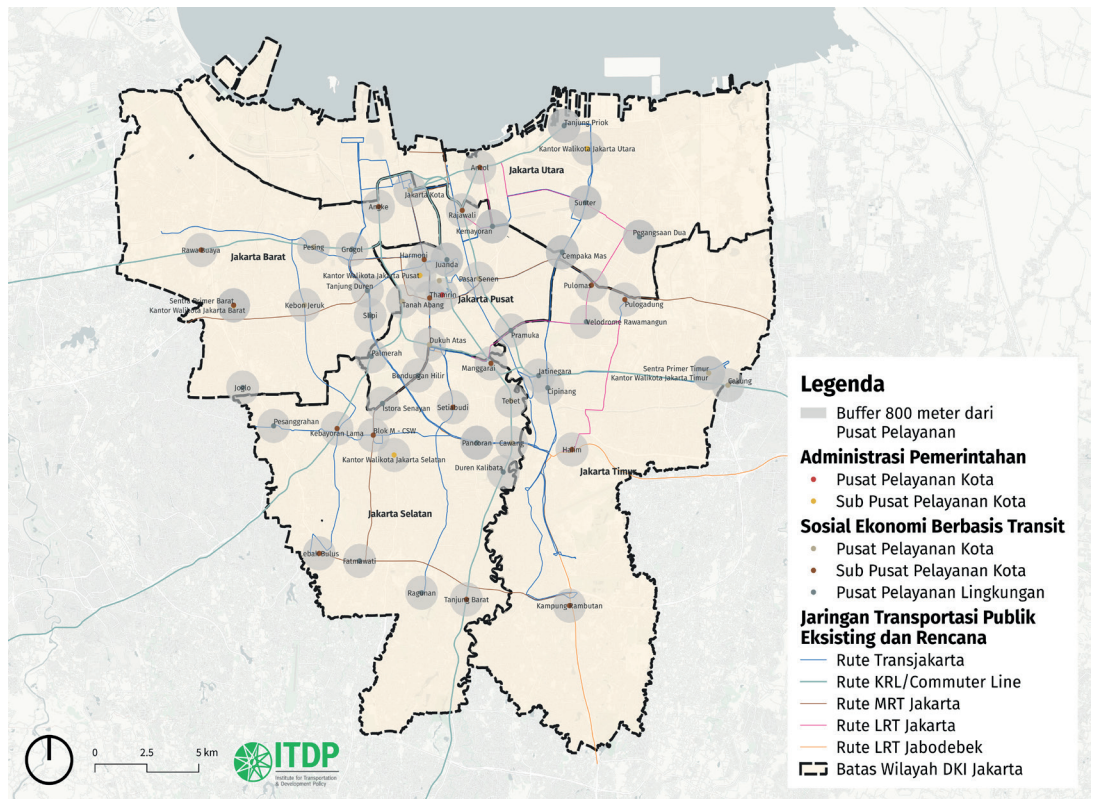 Tanjung Priok
Kantor Walikota Jakarta Utara
Ancol
Jakarta Utara
Jakarta Kota
Angke
Rajawali
Sunter
Kemayoran
Pegangsaan Dua
Rawa Buaya
Pesing
Grogol
Jakarta Barat
Harmoni
Juanda
Cempaka Mas
Kantor Walikota Jakarta Pusat
Pasar Senen
Tanjung Duren
Pulomas
Thamrin
Jakarta Pusat
Sentra Primer Barat
Kantor Walikota Jakarta Barat
Kebon Jeruk
Tanah Abang
Pulogadung
Slipi
Velodrome Rawamangun
Pramuka
Dukuh Atas
Palmerah
Manggarai
Jatinegara
Sentra Primer Timur
Kantor Walikota Jakarta Timur
Cakung
Bendungan Hilir
Joglo
Cipinang
Tebet
Istora Senayan
Setiabudi
Pesanggrahan
Kebayoran Lama
Blok M - CSW
Pancoran - Cawang
Halim
Kantor Walikota Jakarta Selatan
Duren Kalibata
Jakarta Timur
Jakarta Selatan
Lebak Bulus
Fatmawati
Ragunan
Tanjung Barat
Kampung Rambutan
Legenda
Buffer 800 meter dari
Pusat Pelayanan
Administrasi Pemerintahan
Pusat Pelayanan Kota
Sub Pusat Pelayanan Kota
Sosial Ekonomi Berbasis Transit
Pusat Pelayanan Kota
Sub Pusat Pelayanan Kota
Pusat Pelayanan Lingkungan
Jaringan Transportasi Publik
Eksisting dan Rencana
Rute Transjakarta
Rute KRL/Commuter Line
Rute MRT Jakarta
Rute LRT Jakarta
Rute LRT Jabodebek
Batas Wilayah DKI Jakarta
0 2.5 5 km
ITDP
Institute for Transportation
& Development Policy